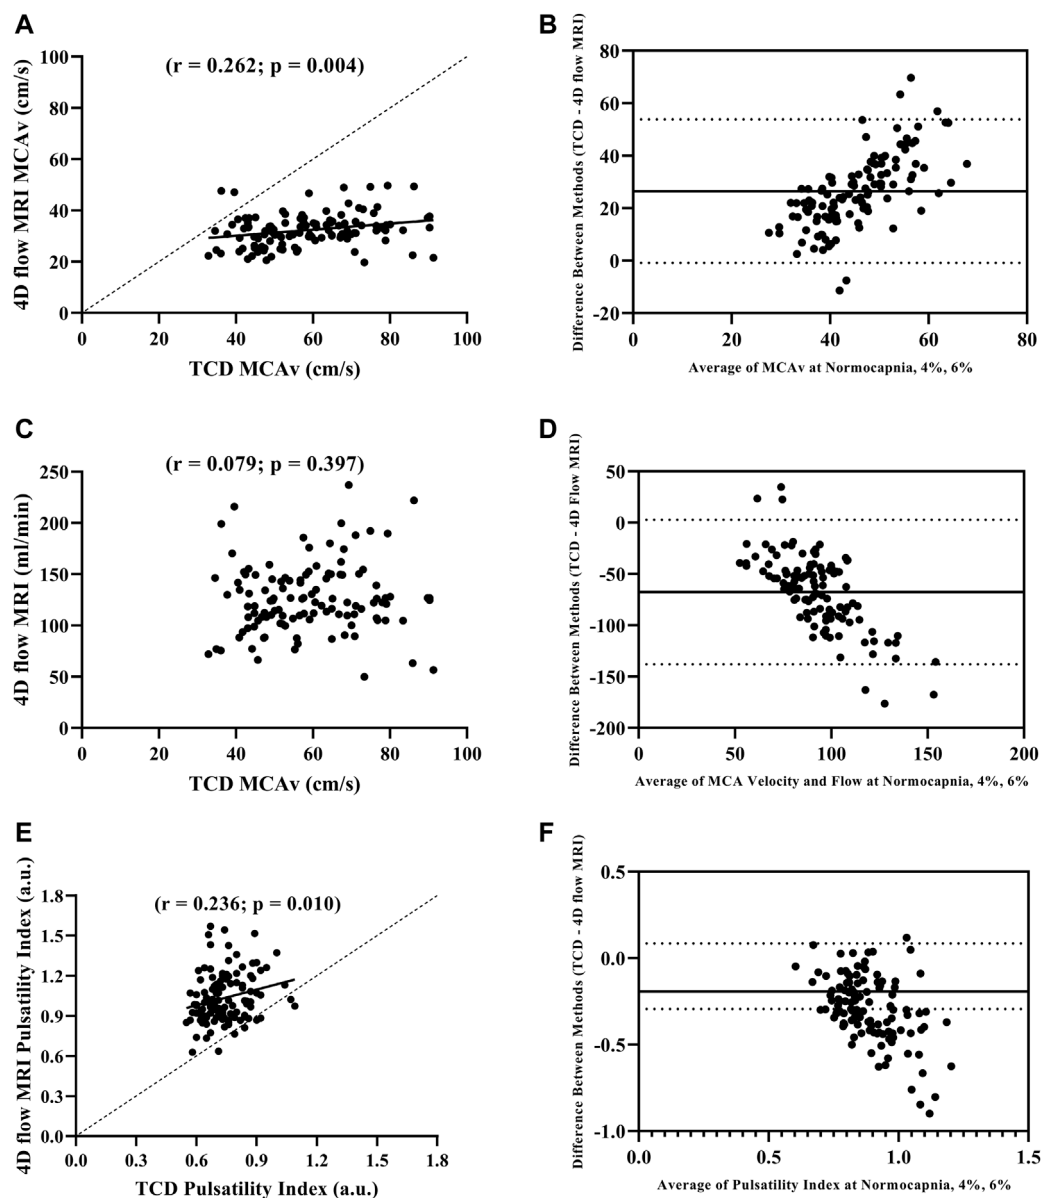 A
(r = 0.262; p = 0.004)
4D flow MRI MCAv (cm/s)
100
80
60
40
20
0
0 20 40 60 80 100
TCD MCAv (cm/s)
B
Difference Between Methods (TCD - 4D flow MRI)
80
60
40
20
0
-20
0 20 40 60 80
Average of MCAv at Normocapnia, 4%, 6%
C
(r = 0.079; p = 0.397)
4D flow MRI (ml/min)
250
200
150
100
50
0
0 20 40 60 80 100
TCD MCAv (cm/s)
D
Difference Between Methods (TCD - 4D Flow MRI)
50
0
-50
-100
-150
-200
0 50 100 150 200
Average of MCA Velocity and Flow at Normocapnia, 4%, 6%
E
(r = 0.236; p = 0.010)
4D flow MRI Pulsatility Index (a.u.)
1.8
1.5
1.2
0.9
0.6
0.3
0.0
0.0 0.3 0.6 0.9 1.2 1.5 1.8
TCD Pulsatility Index (a.u.)
F
Difference Between Methods (TCD - 4D flow MRI)
0.5
0.0
-0.5
-1.0
0.0 0.5 1.0 1.5
Average of Pulsatility Index at Normocapnia, 4%, 6%